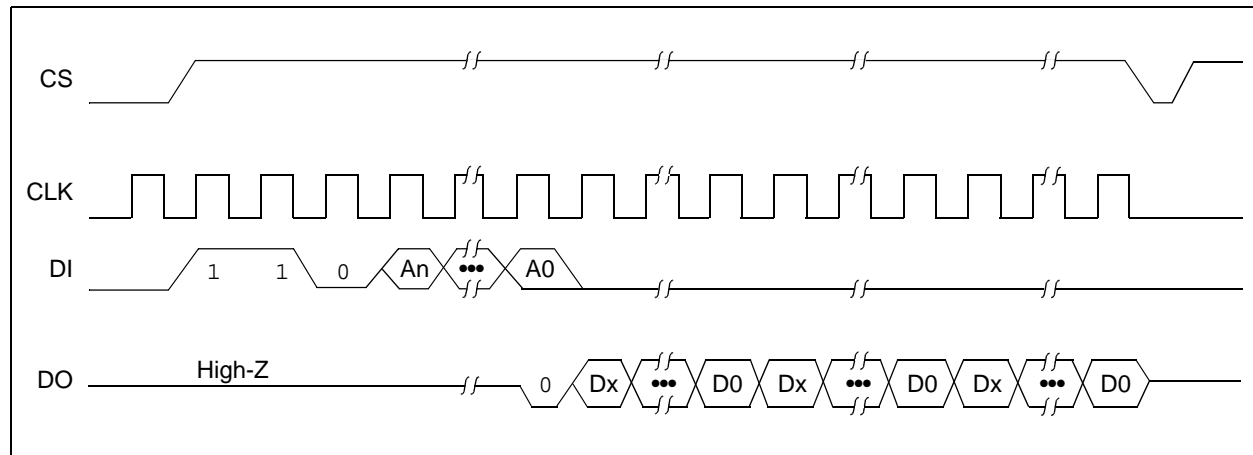 CS
CLK
DI 1 1 0 An ••• A0
High-Z
DO 0 Dx ••• D0 Dx ••• D0 Dx ••• D0